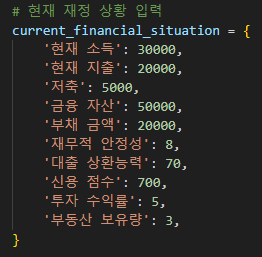 # 현재 재정 상황 입력
current_financial_situation = {
    '현재 소득': 30000,
    '현재 지출': 20000,
    '저축': 5000,
    '금융 자산': 50000,
    '부채 금액': 20000,
    '재무적 안정성': 8,
    '대출 상환능력': 70,
    '신용 점수': 700,
    '투자 수익률': 5,
    '부동산 보유량': 3,
}